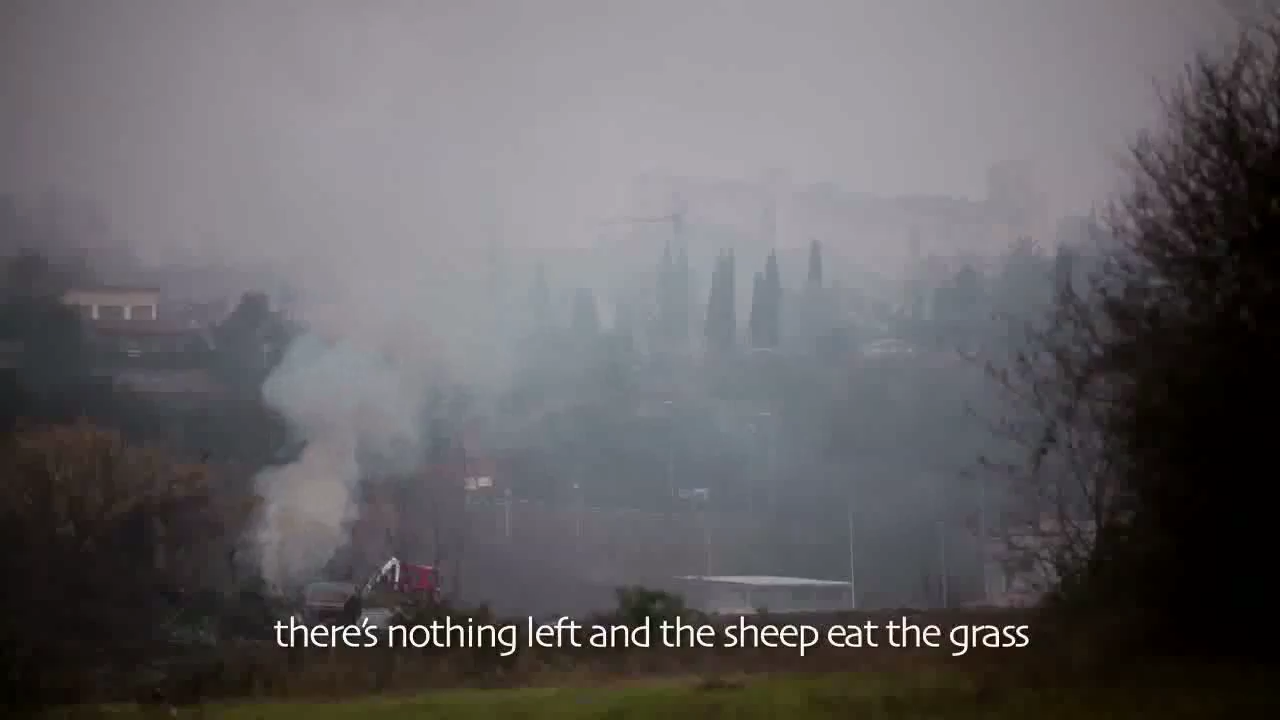 there's nothing left and the sheep eat the grass